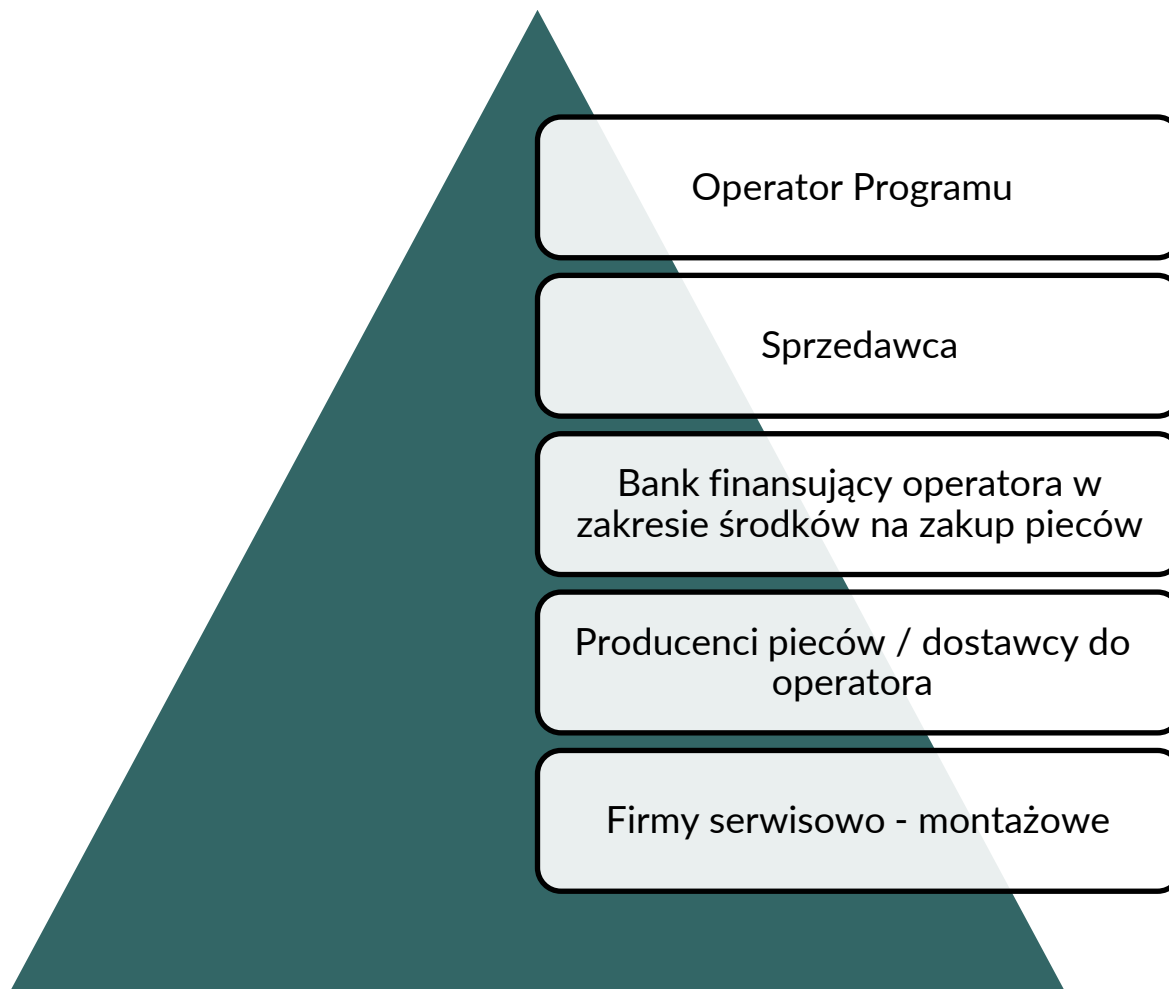 Operator Programu
Sprzedawca
Bank finansujący operatora w
zakresie środków na zakup pieców
Producenci pieców / dostawcy do
operatora
Firmy serwisowo - montażowe